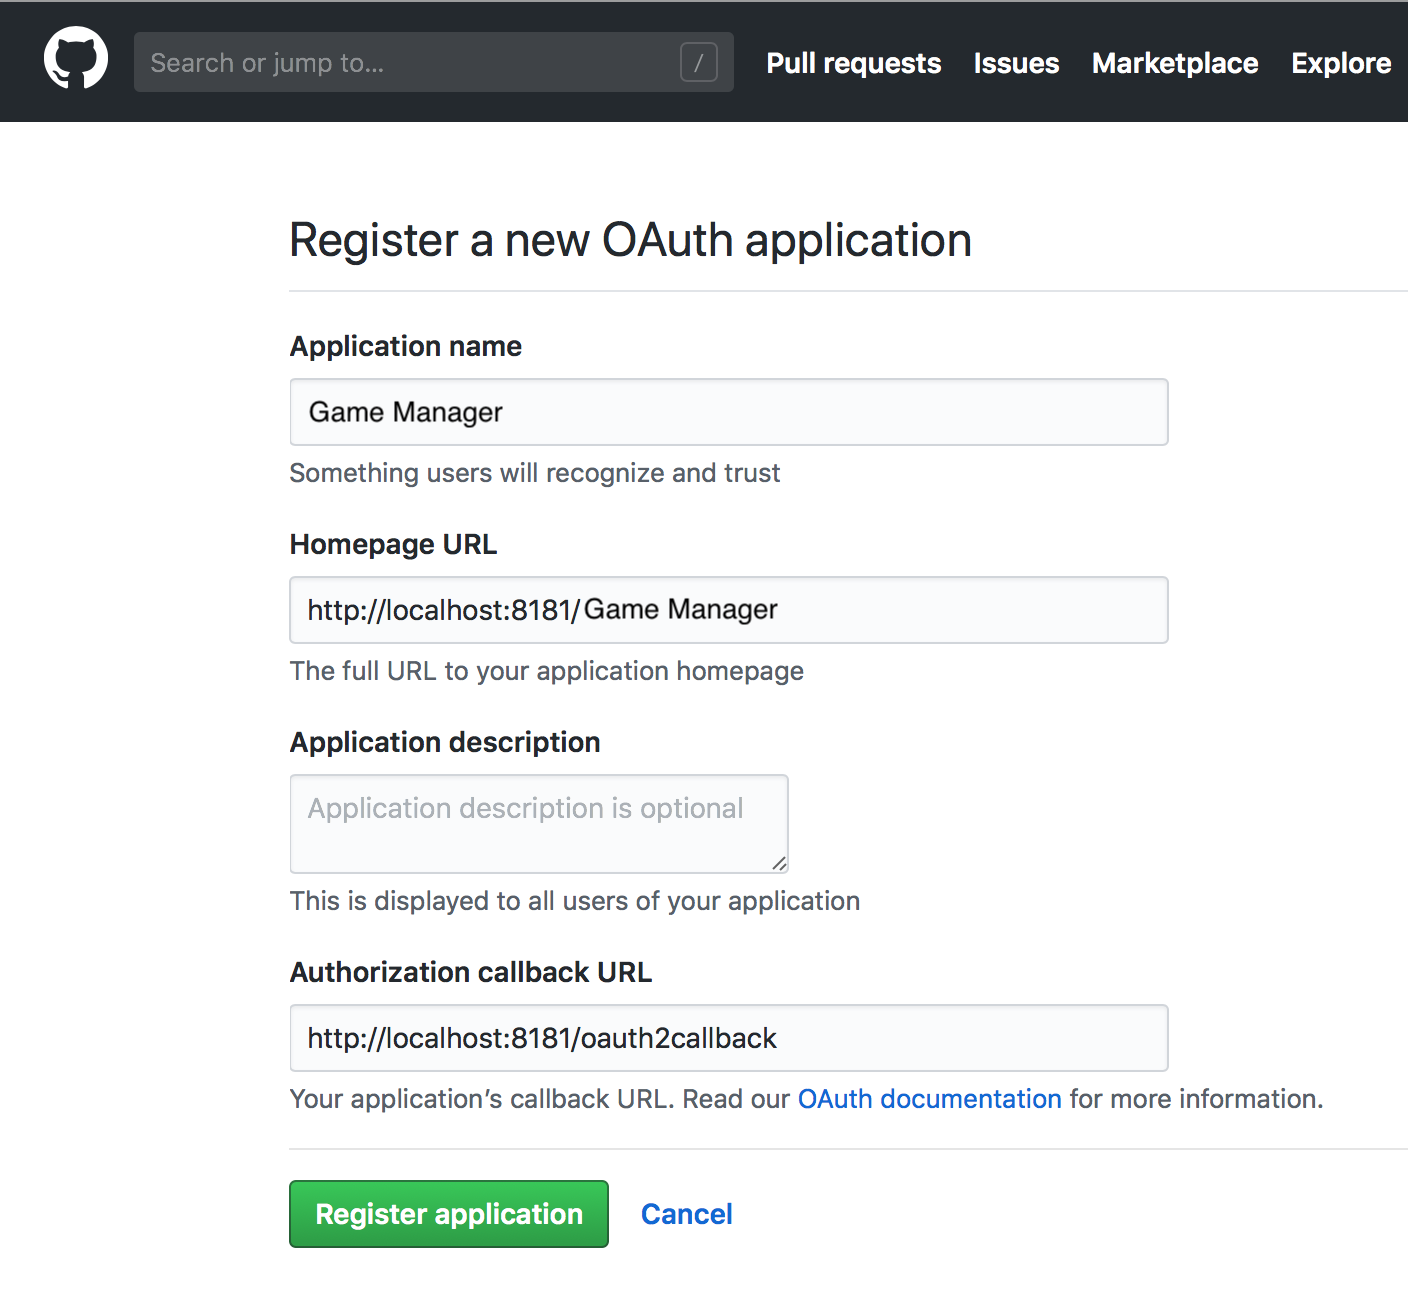 Search or jump to... /
Pull requests Issues Marketplace Explore
Register a new OAuth application
Application name
Game Manager
Something users will recognize and trust
Homepage URL
http://localhost:8181/Game Manager
The full URL to your application homepage
Application description
Application description is optional
This is displayed to all users of your application
Authorization callback URL
http://localhost:8181/oauth2callback
Your application’s callback URL. Read our OAuth documentation for more information.
Register application Cancel